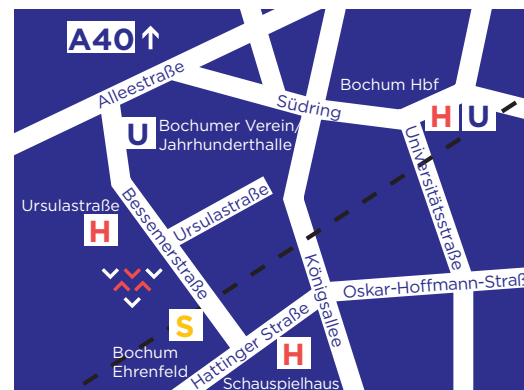 A40 ↑
Alleestraße
Südring
Bochum Hbf
H U
U
Bochumer Verein/
Jahrhunderthalle
Universitätsstraße
Ursulastraße
H
Bessemerstraße
Ursulastraße
Königsallee
Oskar-Hoffmann-Straß
S
Bochum
Ehrenfeld
Hattinger Straße
H
Schauspielhaus